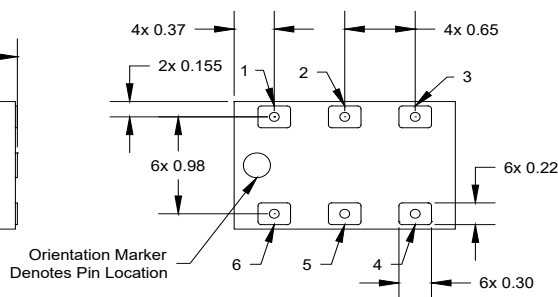 4x 0.37
4x 0.65
2x 0.155
1
2
3
6x 0.98
6x 0.22
Orientation Marker
Denotes Pin Location
6
5
4
6x 0.30